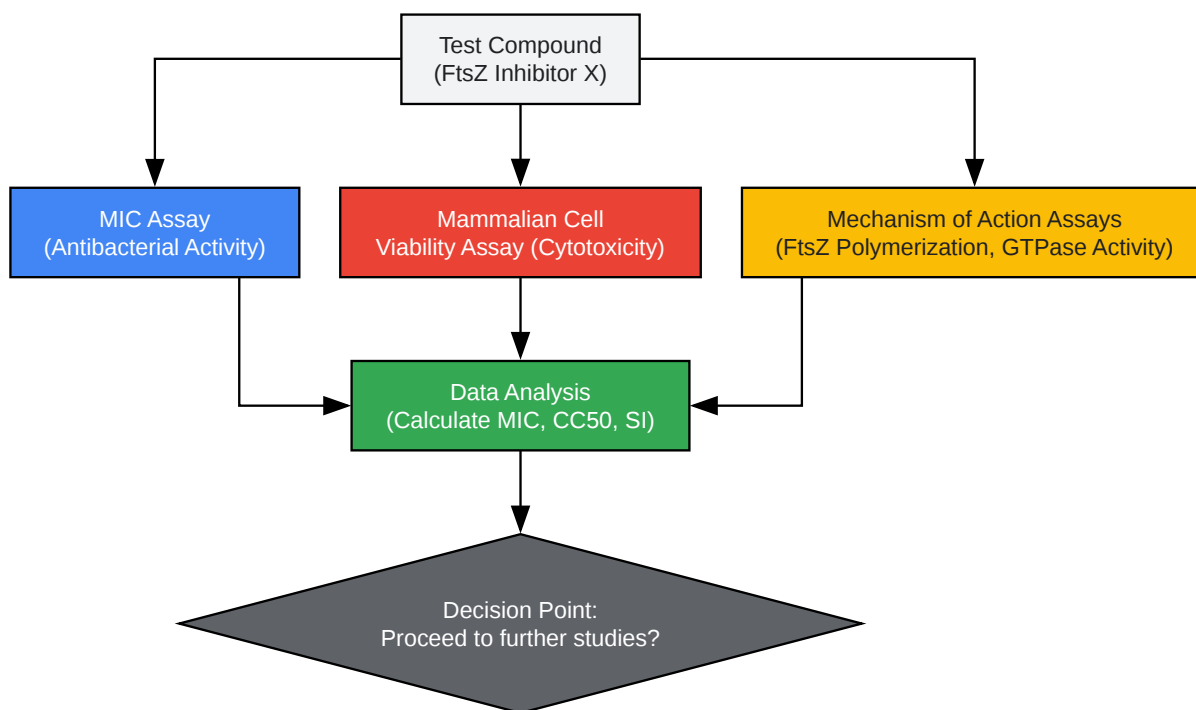 Test Compound
(FtsZ Inhibitor X)
MIC Assay
(Antibacterial Activity)
Mammalian Cell
Viability Assay (Cytotoxicity)
Mechanism of Action Assays
(FtsZ Polymerization, GTPase Activity)
Data Analysis
(Calculate MIC, CC50, SI)
Decision Point:
Proceed to further studies?